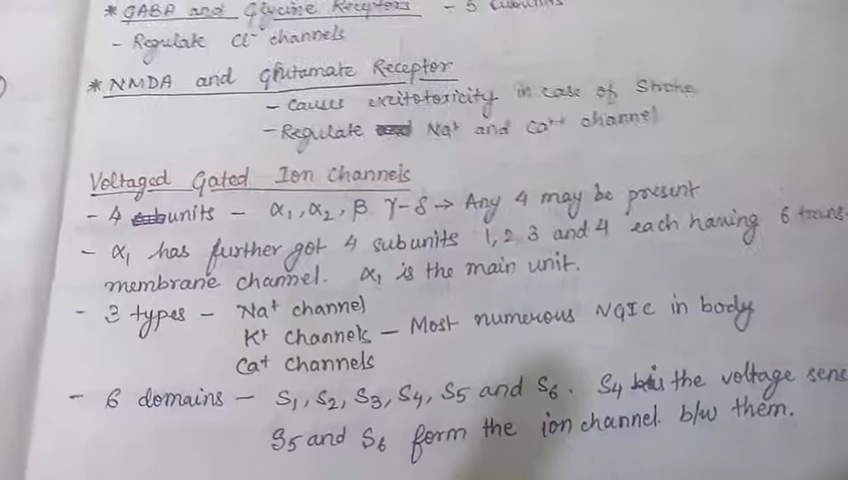 * GABA and Glycine Receptors - 5 subunits
- Regulate Cl⁻ channels
* NMDA and Glutamate Receptor
- Causes excitotoxicity in case of Stroke
- Regulate Na⁺ and Ca⁺⁺ channel
Voltaged Gated Ion Channels
- 4 units - α₁, α₂, β γ-δ → Any 4 may be present
- α₁ has further got 4 subunits 1, 2 3 and 4 each having 6 trans-
membrane channel. α₁ is the main unit.
- 3 types - Na⁺ channel
K⁺ channels - Most numerous NGIC in body
Ca⁺ channels
- 6 domains - S₁, S₂, S₃, S₄, S5 and S₆. S₄ is the voltage sens
S5 and S₆ form the ion channel b/w them.